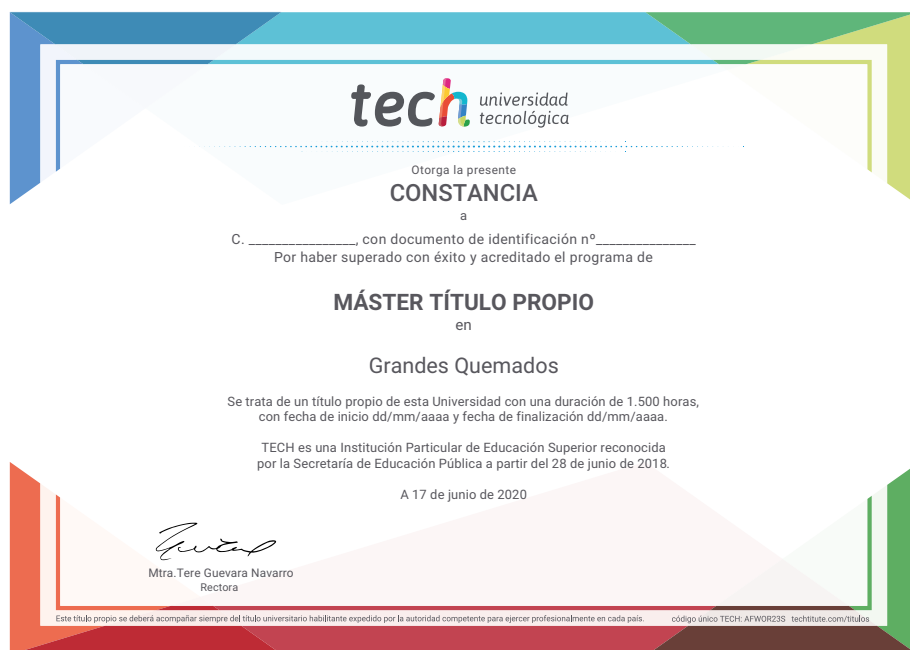 tech universidad
tecnológica
Otorga la presente
CONSTANCIA
a
C. ________________, con documento de identificación nº_______________
Por haber superado con éxito y acreditado el programa de
MÁSTER TÍTULO PROPIO
en
Grandes Quemados
Se trata de un título propio de esta Universidad con una duración de 1.500 horas,
con fecha de inicio dd/mm/aaaa y fecha de finalización dd/mm/aaaa.
TECH es una Institución Particular de Educación Superior reconocida
por la Secretaría de Educación Pública a partir del 28 de junio de 2018.
A 17 de junio de 2020
Mtra.Tere Guevara Navarro
Rectora
Este título propio se deberá acompañar siempre del título universitario habilitante expedido por la autoridad competente para ejercer profesionalmente en cada país. código único TECH: AFWOR23S techtitute.com/titulos